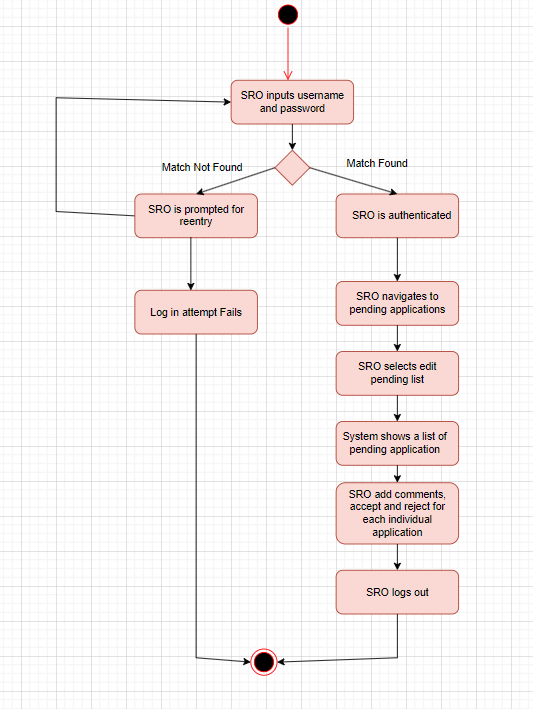 SRO inputs username
and password
Match Not Found
Match Found
SRO is prompted for
reentry
SRO is authenticated
Log in attempt Fails
SRO navigates to
pending applications
SRO selects edit
pending list
System shows a list of
pending application
SRO add comments,
accept and reject for
each individual
application
SRO logs out